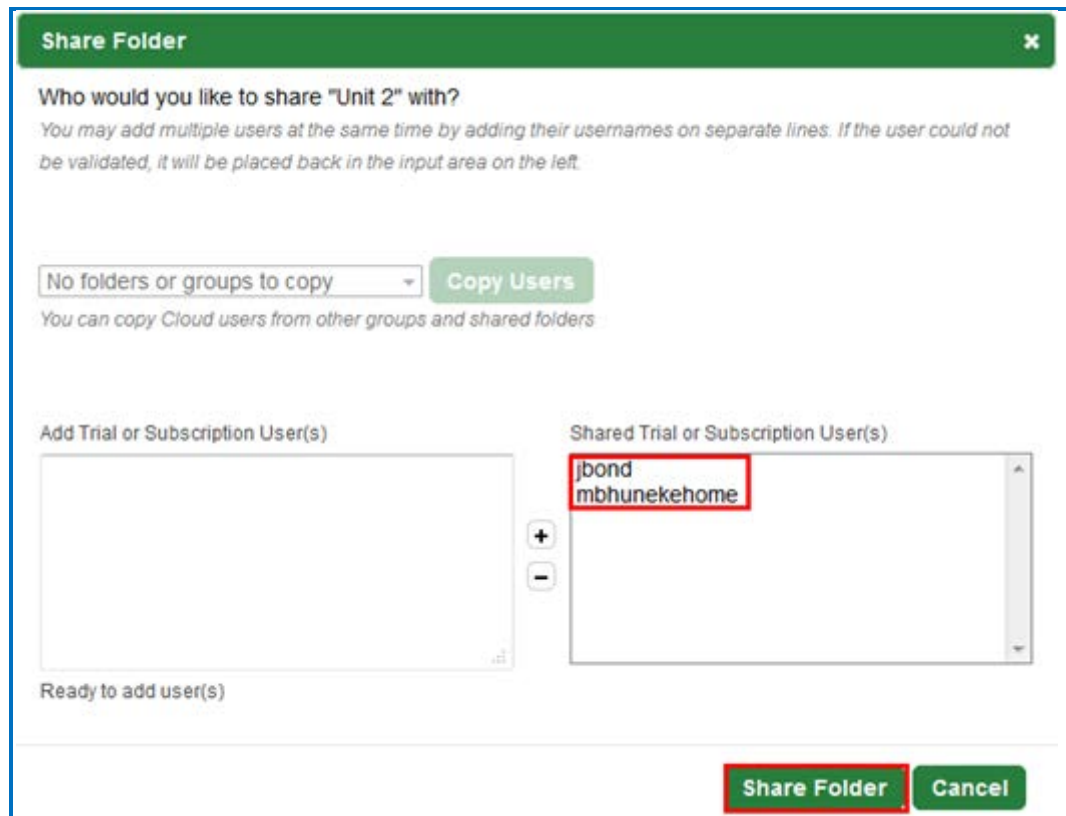 Share Folder
Who would you like to share "Unit 2" with?
You may add multiple users at the same time by adding their usernames on separate lines. If the user could not
be validated, it will be placed back in the input area on the left.
No folders or groups to copy
Copy Users
You can copy Cloud users from other groups and shared folders
Add Trial or Subscription User(s)
Shared Trial or Subscription User(s)
jbond
mbhunekehome
+
-
Ready to add user(s)
Share Folder
Cancel